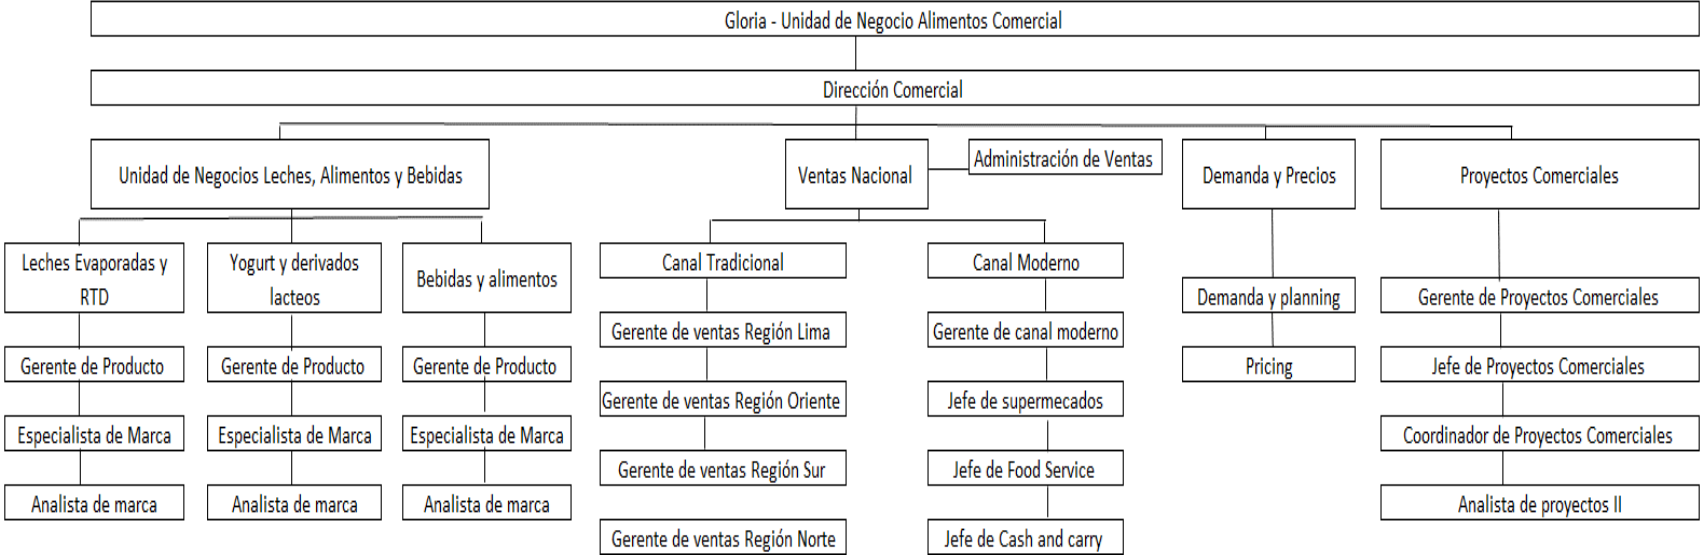 Gloria - Unidad de Negocio Alimentos Comercial
Dirección Comercial
Unidad de Negocios Leches, Alimentos y Bebidas
Ventas Nacional
Administración de Ventas
Demanda y Precios
Proyectos Comerciales
Leches Evaporadas y
RTD
Yogurt y derivados
lacteos
Bebidas y alimentos
Gerente de Producto
Gerente de Producto
Gerente de Producto
Especialista de Marca
Especialista de Marca
Especialista de Marca
Analista de marca
Analista de marca
Analista de marca
Canal Tradicional
Gerente de ventas Región Lima
Gerente de ventas Región Oriente
Gerente de ventas Región Sur
Gerente de ventas Región Norte
Canal Moderno
Gerente de canal moderno
Jefe de supermecados
Jefe de Food Service
Jefe de Cash and carry
Demanda y planning
Pricing
Gerente de Proyectos Comerciales
Jefe de Proyectos Comerciales
Coordinador de Proyectos Comerciales
Analista de proyectos II